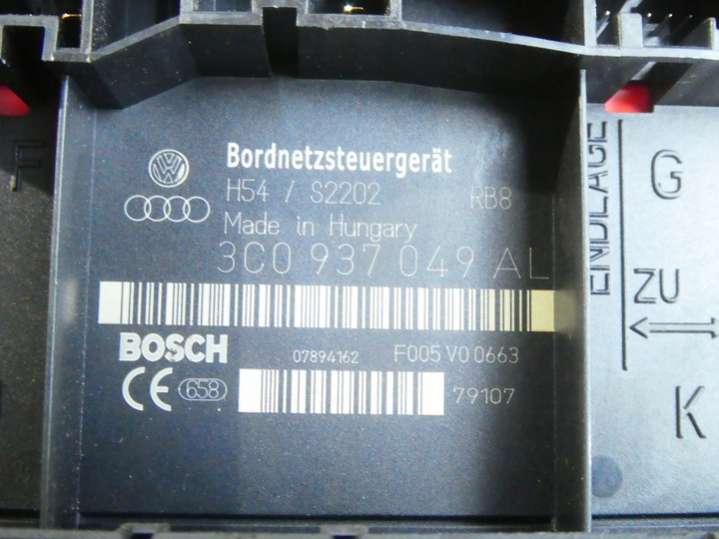 Bordnetzsteuergerät
H54 / S2202 RB8
Made in Hungary
3C0 937 049 AL
BOSCH 07894162 F005 V0 0663
CE 658 79107
F
ENDLAGE
G
ZU
K
VW